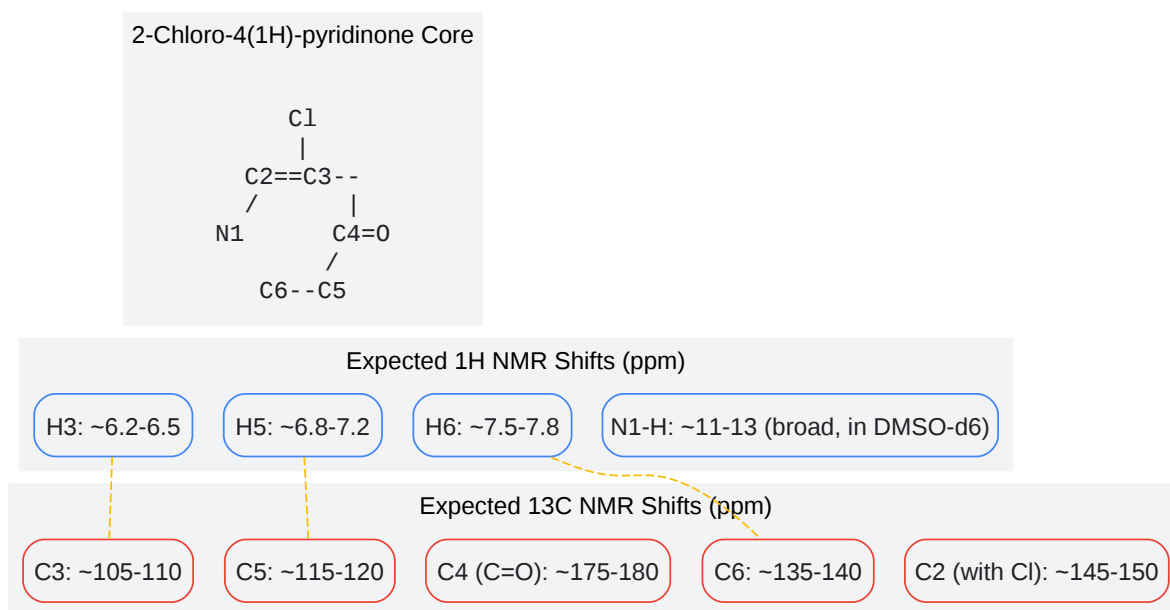 2-Chloro-4(1H)-pyridinone Core
Cl
|
C2==C3--
/ |
N1 C4=O
/
C6--C5
Expected 1H NMR Shifts (ppm)
H3: ~6.2-6.5
H5: ~6.8-7.2
H6: ~7.5-7.8
N1-H: ~11-13 (broad, in DMSO-d6)
Expected 13C NMR Shifts (ppm)
C3: ~105-110
C5: ~115-120
C4 (C=O): ~175-180
C6: ~135-140
C2 (with Cl): ~145-150